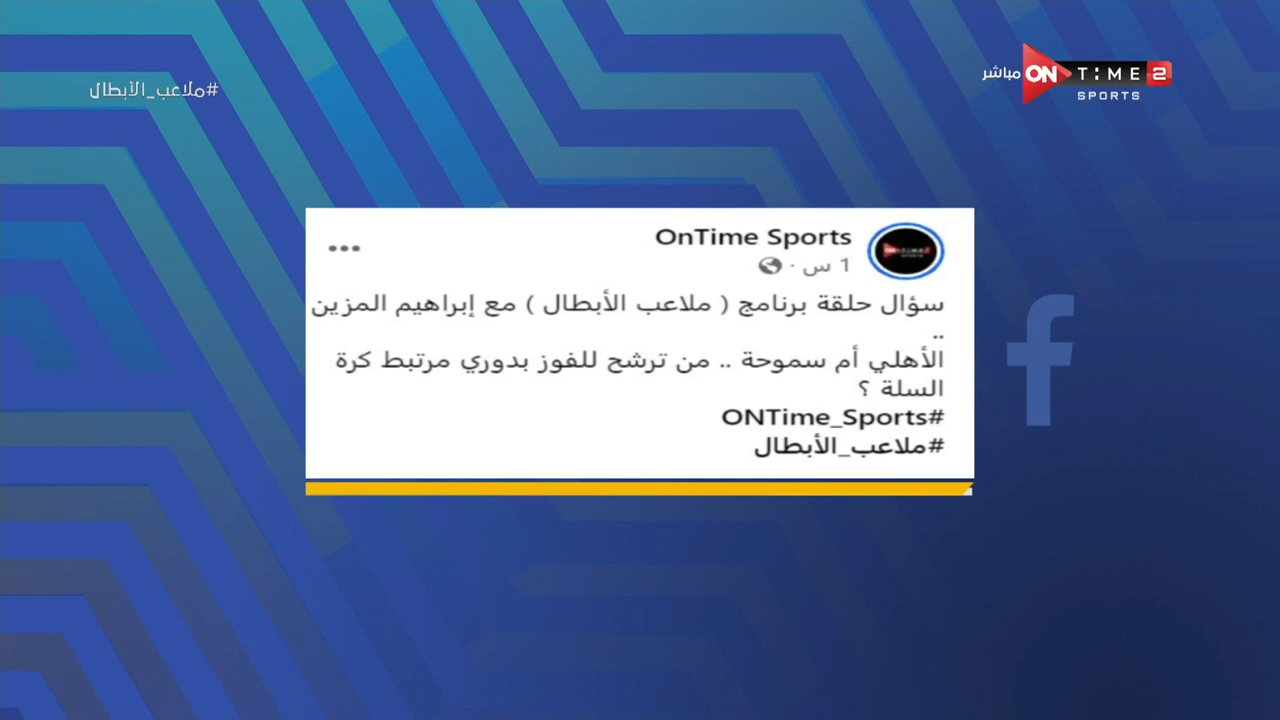 #ملاعب_الأبطال
مباشر ON TIME 2
SPORTS
OnTime Sports
1 س ·
سؤال حلقة برنامج ( ملاعب الأبطال ) مع إبراهيم المزين
..
الأهلي أم سموحة .. من ترشح للفوز بدوري مرتبط كرة
السلة ؟
#ONTime_Sports
#ملاعب_الأبطال